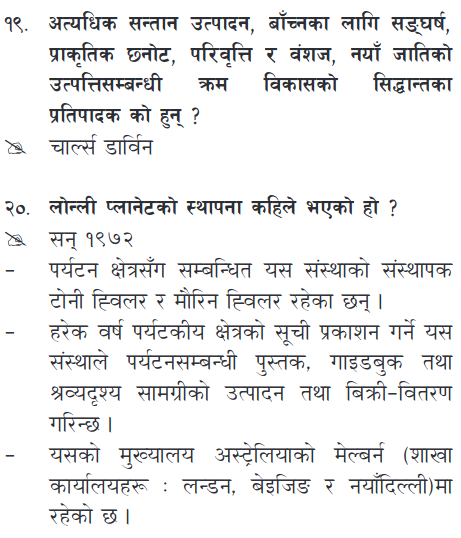 १९. अत्यधिक सन्तान उत्पादन, बाँच्नका लागि सङ्घर्ष,
प्राकृतिक छनोट, परिवृत्ति र वंशज, नयाँ जातिको
उत्पत्तिसम्बन्धी क्रम विकासको सिद्धान्तका
प्रतिपादक को हुन् ?
चार्ल्स डार्विन
२०. लोन्ली प्लानेटको स्थापना कहिले भएको हो ?
सन् १९७२
– पर्यटन क्षेत्रसँग सम्बन्धित यस संस्थाको संस्थापक
टोनी ह्विलर र मौरिन ह्विलर रहेका छन् ।
– हरेक वर्ष पर्यटकीय क्षेत्रको सूची प्रकाशन गर्ने यस
संस्थाले पर्यटनसम्बन्धी पुस्तक, गाइडबुक तथा
श्रव्यदृश्य सामग्रीको उत्पादन तथा बिक्री-वितरण
गरिन्छ ।
– यसको मुख्यालय अस्ट्रेलियाको मेल्बर्न (शाखा
कार्यालयहरू : लन्डन, बेइजिङ र नयाँदिल्ली)मा
रहेको छ ।